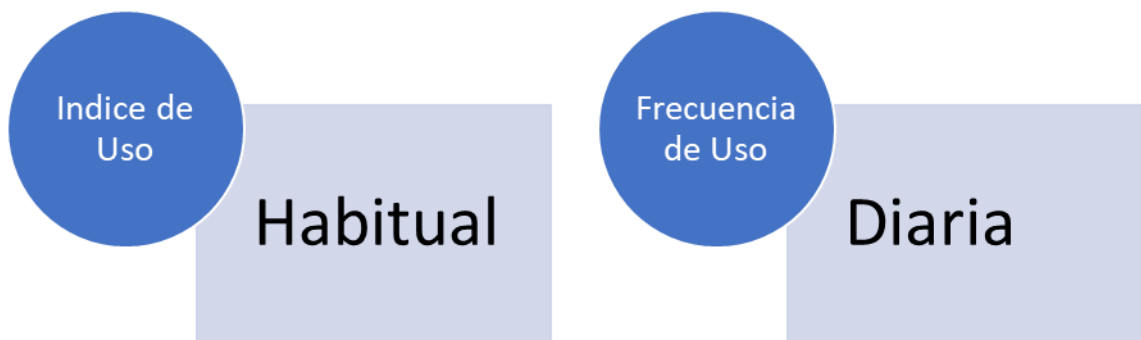 Indice de
Uso
Habitual
Frecuencia
de Uso
Diaria